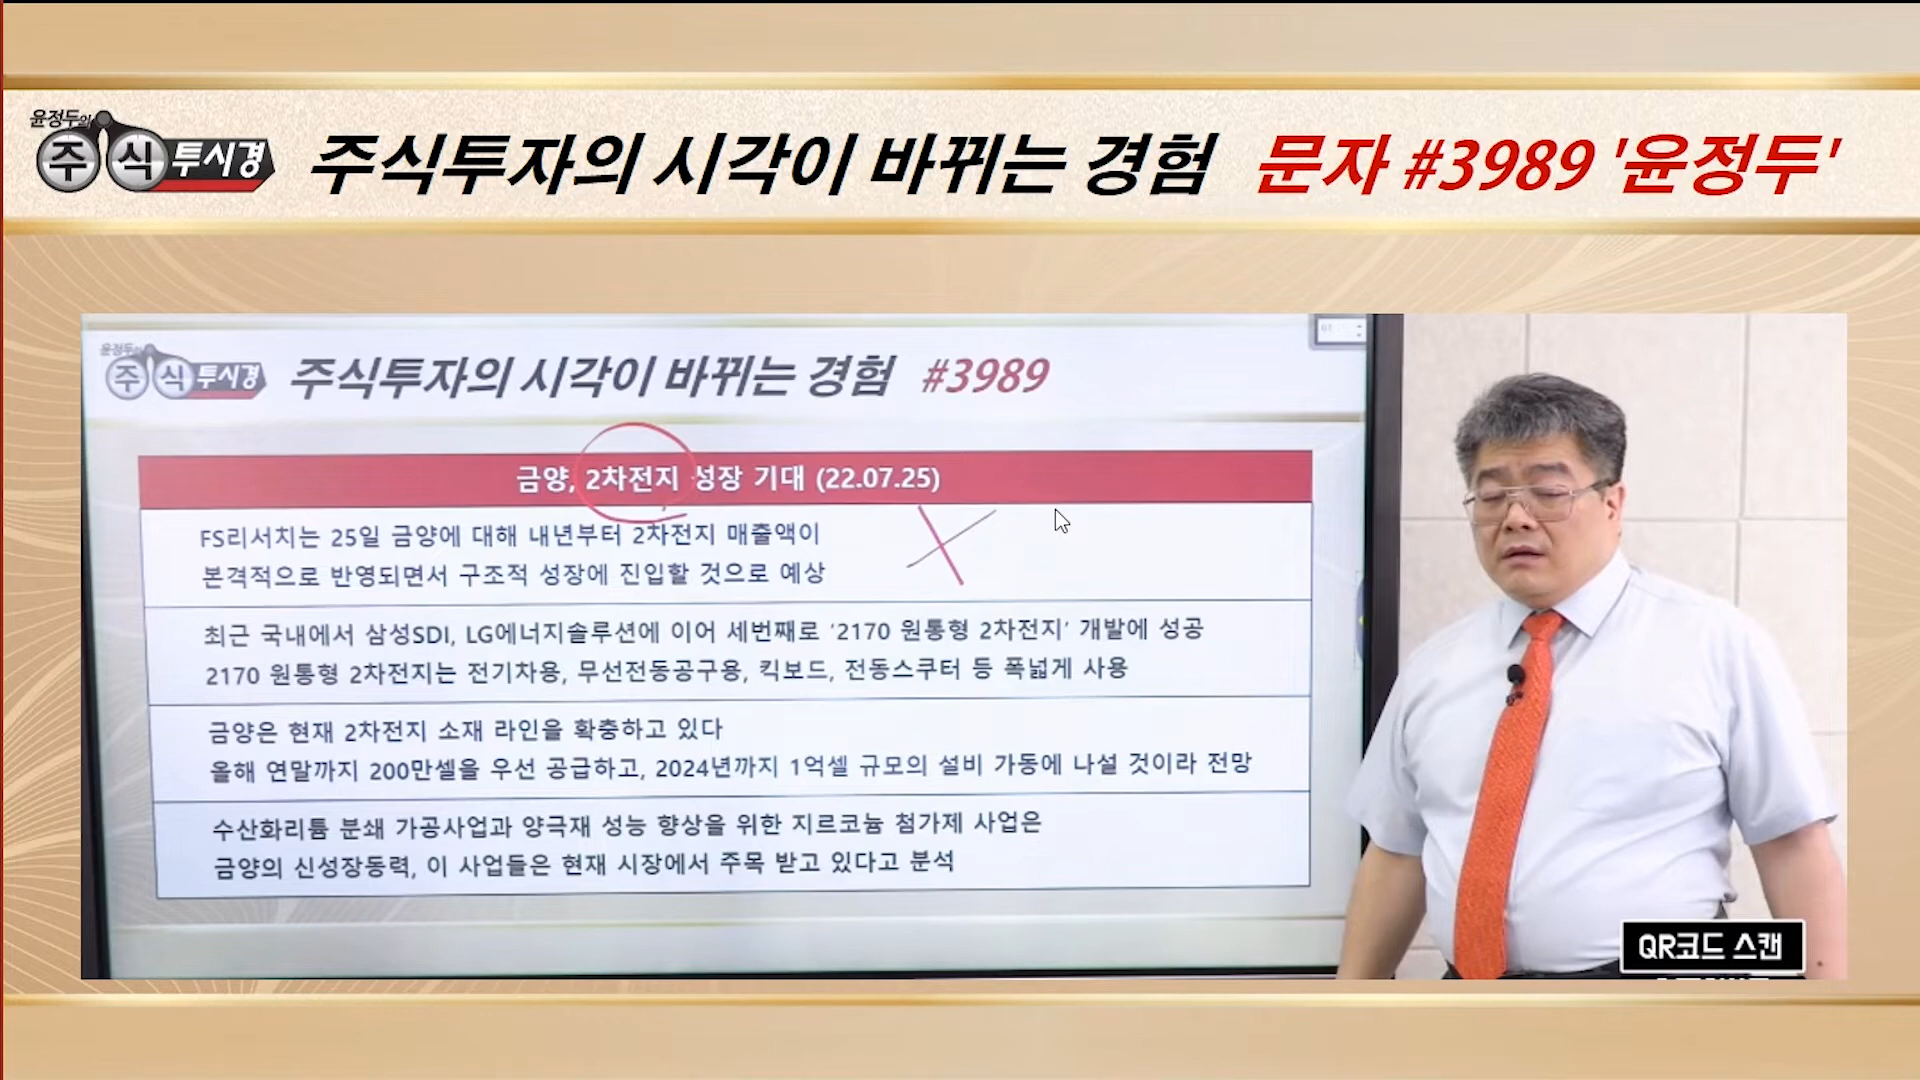 윤정두의
주식투시경
주식투자의 시각이 바뀌는 경험 문자 #3989 '윤정두'
윤정두의
주식투시경
주식투자의 시각이 바뀌는 경험 #3989
금양, 2차전지 성장 기대 (22.07.25)
FS리서치는 25일 금양에 대해 내년부터 2차전지 매출액이
본격적으로 반영되면서 구조적 성장에 진입할 것으로 예상
최근 국내에서 삼성SDI, LG에너지솔루션에 이어 세번째로 ‘2170 원통형 2차전지’ 개발에 성공
2170 원통형 2차전지는 전기차용, 무선전동공구용, 킥보드, 전동스쿠터 등 폭넓게 사용
금양은 현재 2차전지 소재 라인을 확충하고 있다
올해 연말까지 200만셀을 우선 공급하고, 2024년까지 1억셀 규모의 설비 가동에 나설 것이라 전망
수산화리튬 분쇄 가공사업과 양극재 성능 향상을 위한 지르코늄 첨가제 사업은
금양의 신성장동력, 이 사업들은 현재 시장에서 주목 받고 있다고 분석
QR코드 스캔